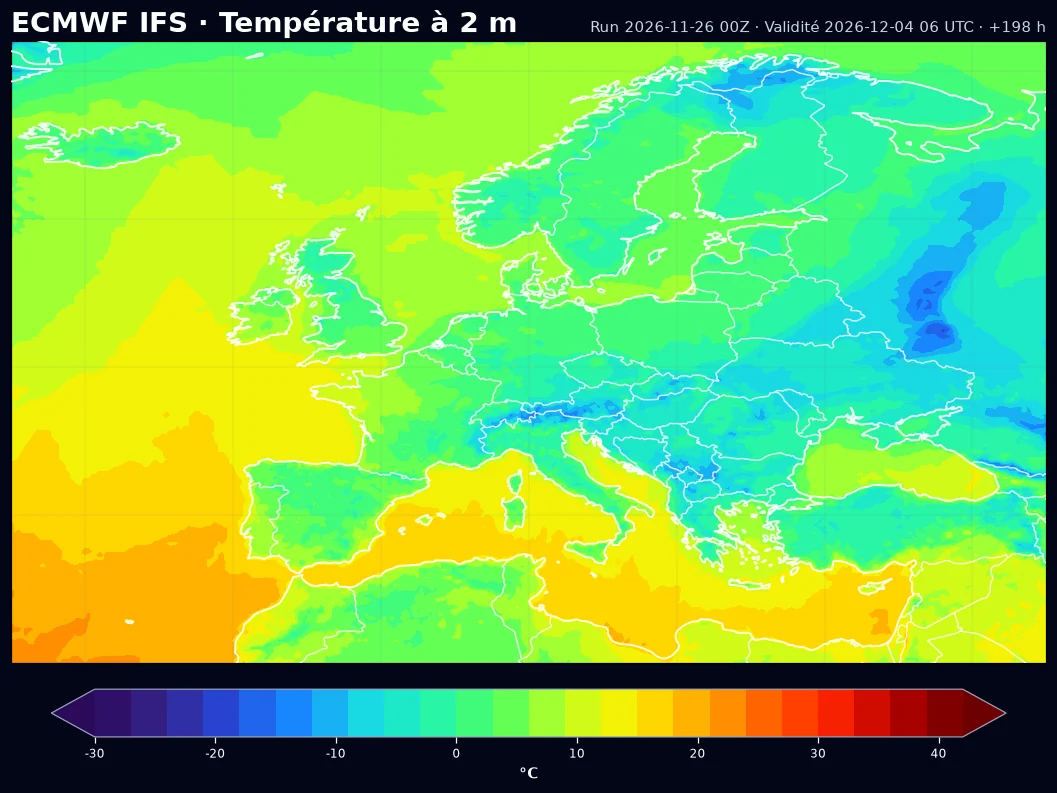 ECMWF IFS · Température à 2 m
Run 2026-11-26 00Z · Validité 2026-12-04 06 UTC · +198 h
-30 -20 -10 0 10 20 30 40
°C